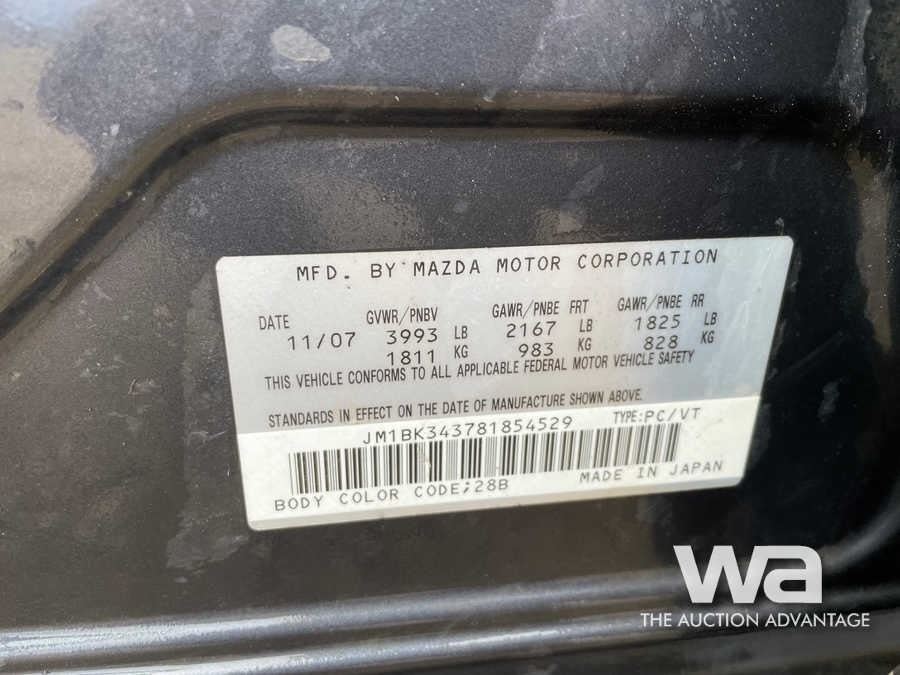 MFD. BY MAZDA MOTOR CORPORATION
DATE GVWR/PNBV GAWR/PNBE FRT GAWR/PNBE RR
11/07 3993 LB 2167 LB 1825 LB
1811 KG 983 KG 828 KG
THIS VEHICLE CONFORMS TO ALL APPLICABLE FEDERAL MOTOR VEHICLE SAFETY
STANDARDS IN EFFECT ON THE DATE OF MANUFACTURE SHOWN ABOVE.
JM1BK343781854529 TYPE:PC/VT
BODY COLOR CODE;28B MADE IN JAPAN
wa
THE AUCTION ADVANTAGE